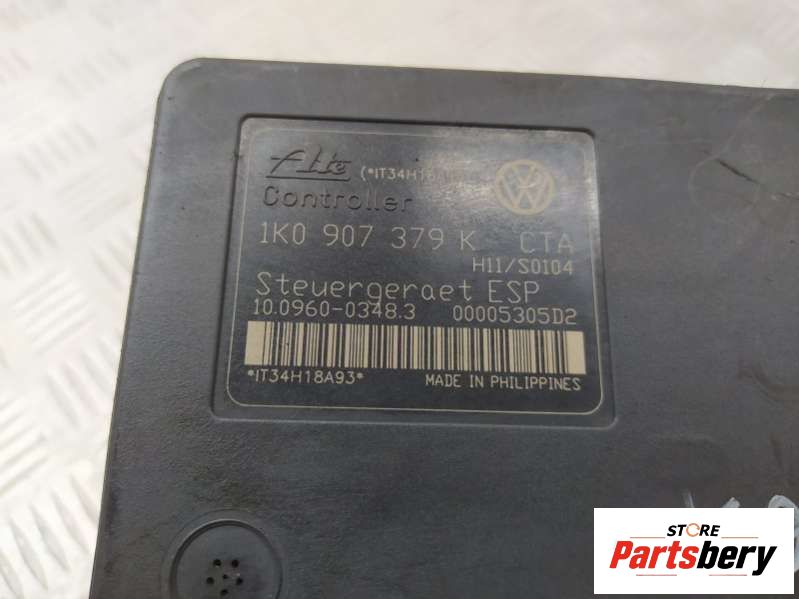 Ate
Controller
1K0 907 379 K CTA
H11/S0104
Steuergeraet ESP
10.0960-0348.3 00005305D2
*IT34H18A93*
MADE IN PHILIPPINES
STORE
Partsbery